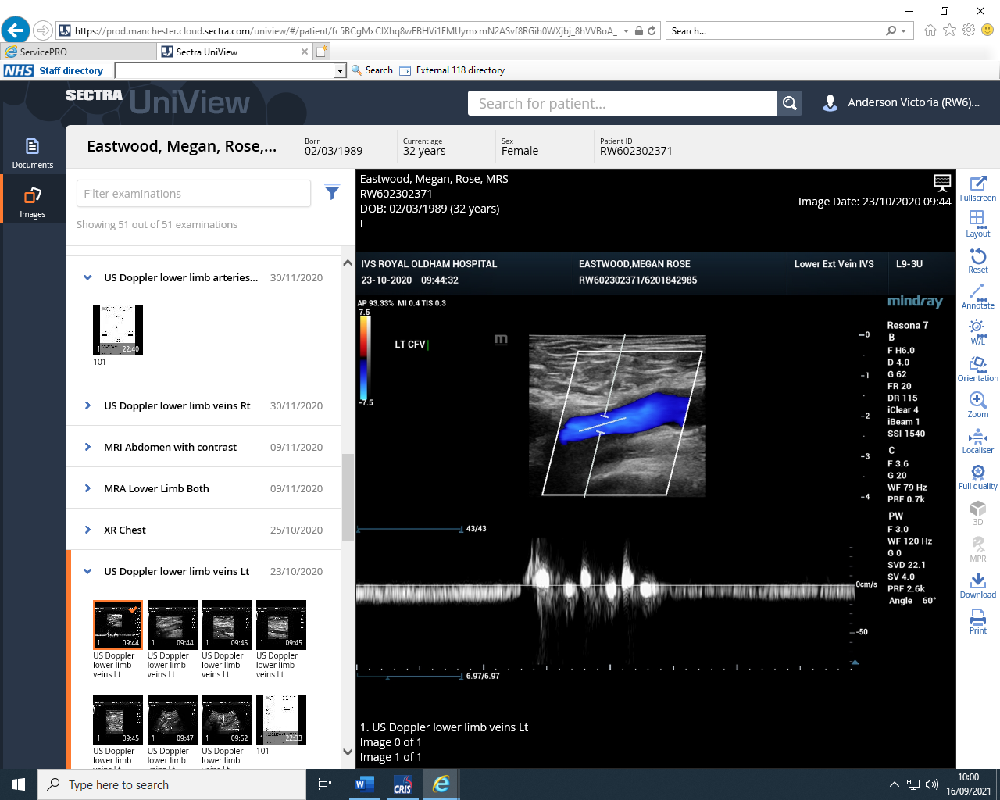 https://prod.manchester.cloud.sectra.com/uniview/#/patient/fc5BCgMxCIXhq8wFBHVi1EMUymxmN2ASvf8RGih0WXjbj_8hVVBoA_
Search...
ServicePRO
Sectra UniView
NHS Staff directory
Search
External 118 directory
SECTRA UniView
Search for patient...
Anderson Victoria (RW6)...
Documents
Images
Eastwood, Megan, Rose,...
Born
02/03/1989
Current age
32 years
Sex
Female
Patient ID
RW602302371
Filter examinations
Showing 51 out of 51 examinations
US Doppler lower limb arteries... 30/11/2020
1 22:40
101
US Doppler lower limb veins Rt 30/11/2020
MRI Abdomen with contrast 09/11/2020
MRA Lower Limb Both 09/11/2020
XR Chest 25/10/2020
US Doppler lower limb veins Lt 23/10/2020
1 09:44
1 09:44
1 09:45
1 09:45
US Doppler lower limb veins Lt
US Doppler lower limb veins Lt
US Doppler lower limb veins Lt
US Doppler lower limb veins Lt
1 09:45
1 09:47
1 09:52
1 22:33
US Doppler lower limb veins Lt
US Doppler lower limb veins Lt
US Doppler lower limb veins Lt
101
Eastwood, Megan, Rose, MRS
RW602302371
DOB: 02/03/1989 (32 years)
F
Image Date: 23/10/2020 09:44
IVS ROYAL OLDHAM HOSPITAL
23-10-2020 09:44:32
EASTWOOD,MEGAN ROSE
RW602302371/6201842985
Lower Ext Vein IVS
L9-3U
AP 93.33% MI 0.4 TIS 0.3
7.5
-7.5
LT CFV
m
0
1
2
3
4
mindray
Resona 7
B
F H6.0
D 4.0
G 62
FR 20
DR 115
iClear 4
iBeam 1
SSI 1540
C
F 3.6
G 20
WF 79 Hz
PRF 0.7k
PW
F 3.0
WF 120 Hz
G 0
SVD 22.1
SV 4.0
PRF 2.6k
Angle 60°
43/43
0cm/s
-50
6.97/6.97
1. US Doppler lower limb veins Lt
Image 0 of 1
Image 1 of 1
Fullscreen
Layout
Reset
Annotate
W/L
Orientation
Zoom
Localiser
Full quality
3D
MPR
Download
Print
Type here to search
CRIS
10:00
16/09/2021